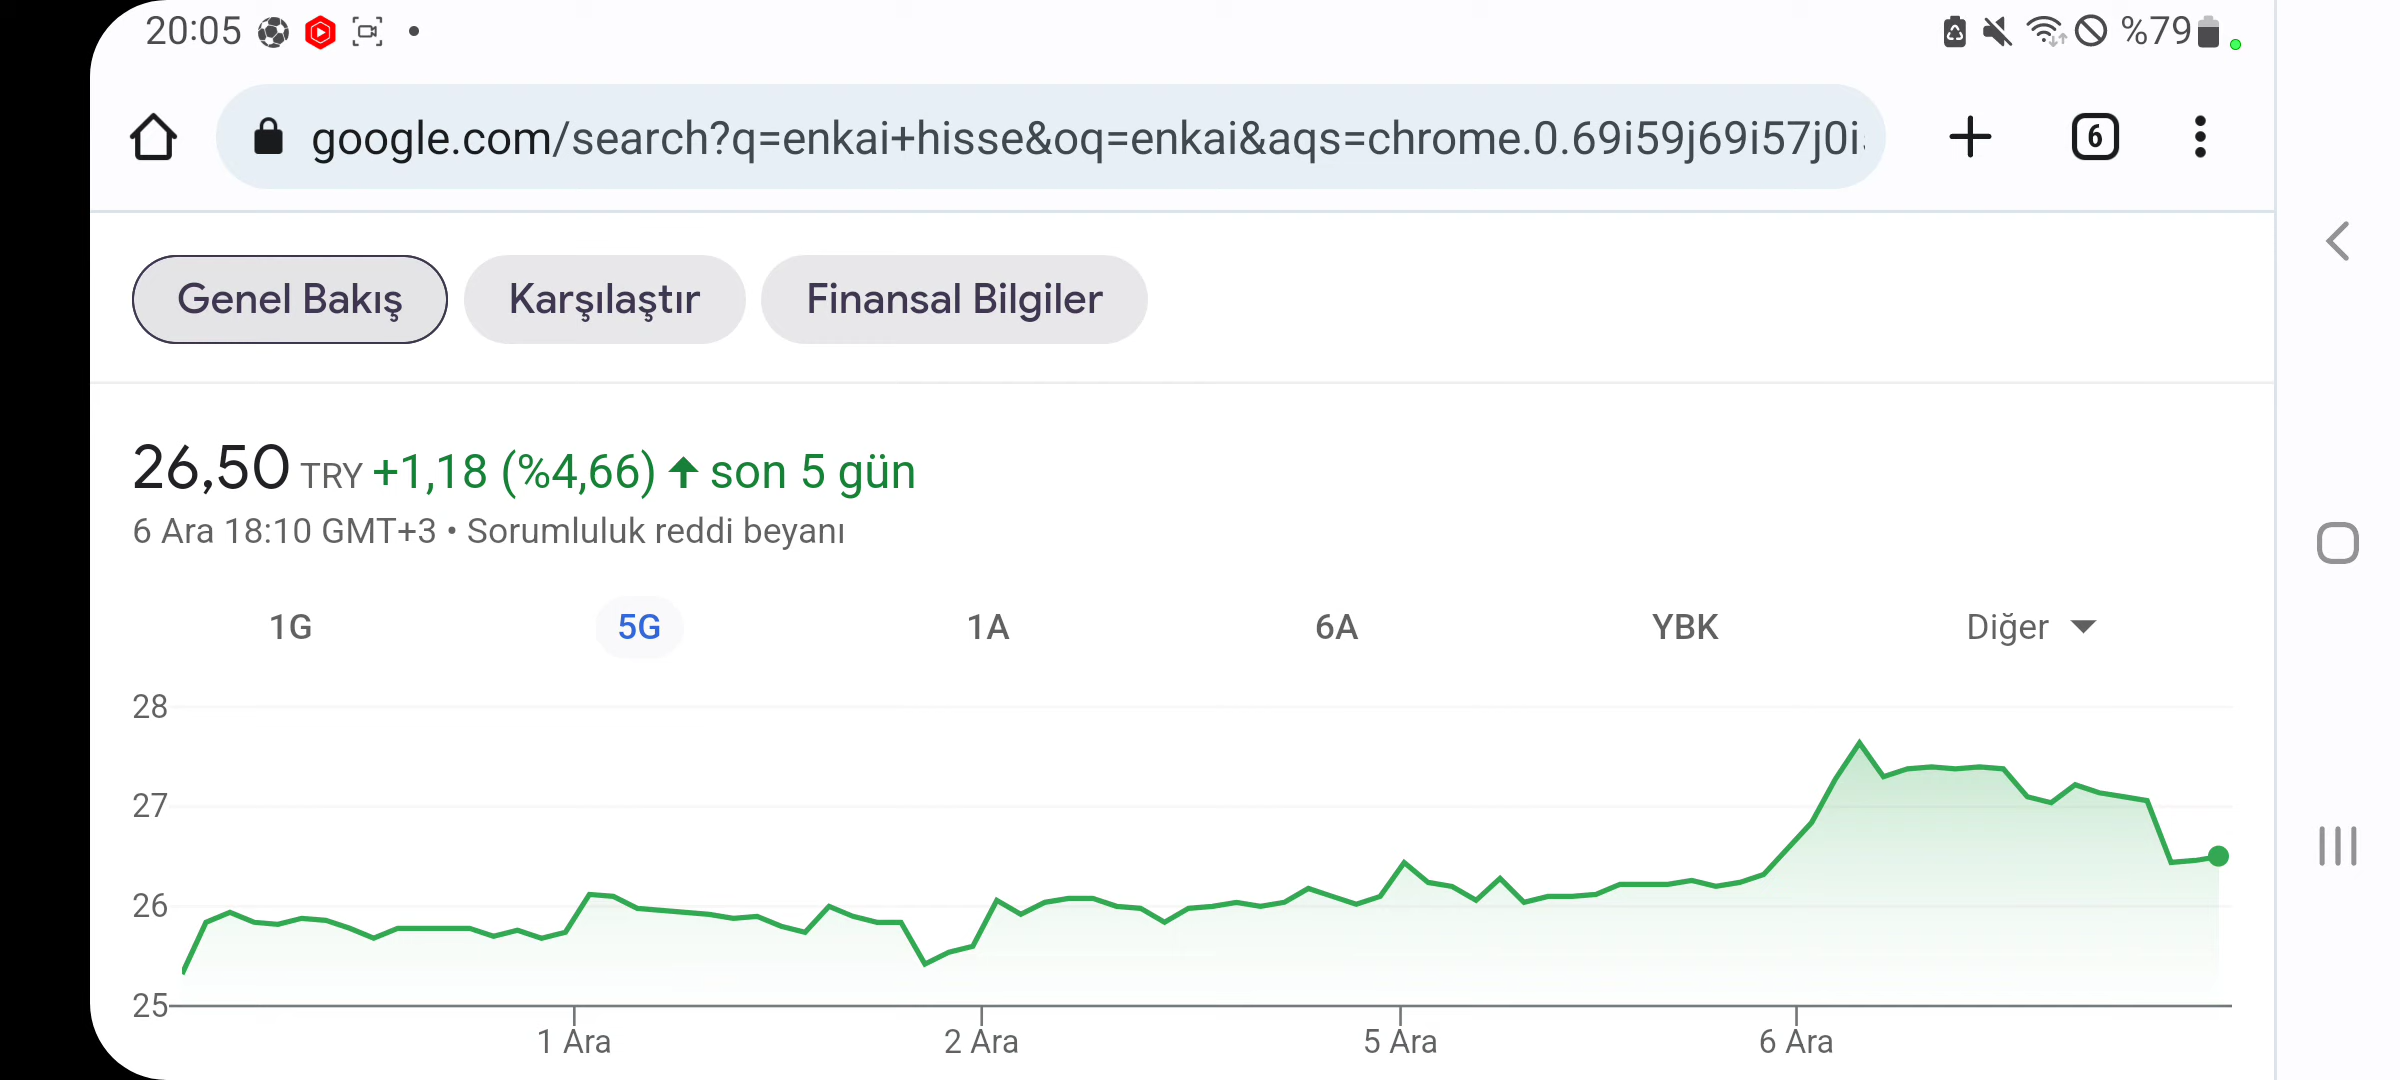 20:05 %79
google.com/search?q=enkai+hisse&oq=enkai&aqs=chrome.0.69i59j69i57j0i
6
Genel Bakış Karşılaştır Finansal Bilgiler
26,50 TRY +1,18 (%4,66) ↑ son 5 gün
6 Ara 18:10 GMT+3 • Sorumluluk reddi beyanı
1G 5G 1A 6A YBK Diğer
28
27
26
25
1 Ara 2 Ara 5 Ara 6 Ara